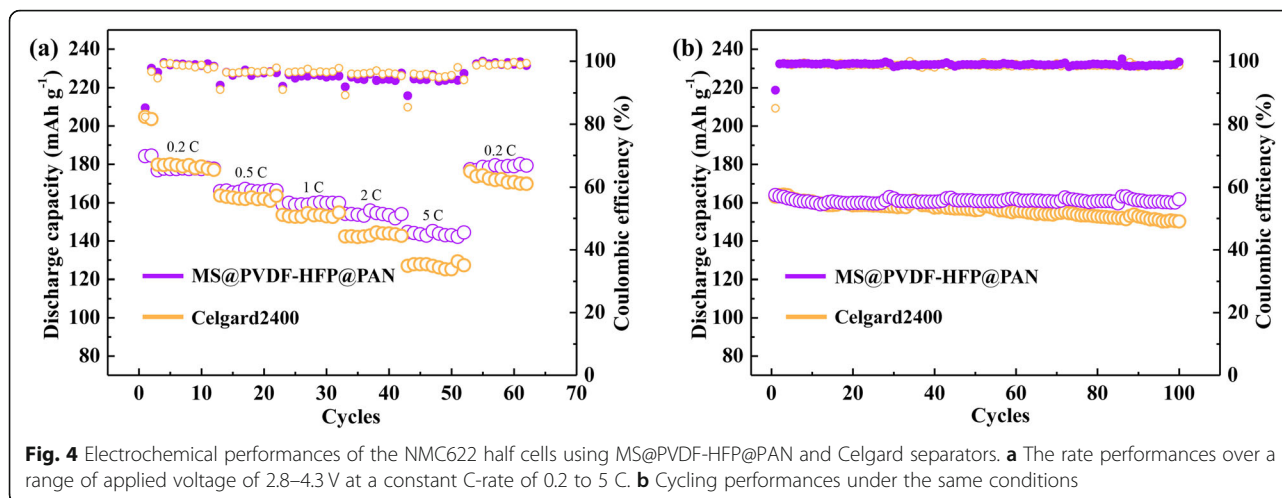 (a)
Discharge capacity (mAh g⁻¹)
240
220
200
180
160
140
120
100
80
0.2 C
0.5 C
1 C
2 C
5 C
0.2 C
MS@PVDF-HFP@PAN
Celgard2400
100
80
60
40
20
0
Coulombic efficiency (%)
0 10 20 30 40 50 60 70
Cycles
(b)
Discharge capacity (mAh g⁻¹)
240
220
200
180
160
140
120
100
80
MS@PVDF-HFP@PAN
Celgard2400
100
80
60
40
20
0
Coulombic efficiency (%)
0 20 40 60 80 100
Cycles
Fig. 4 Electrochemical performances of the NMC622 half cells using MS@PVDF-HFP@PAN and Celgard separators. a The rate performances over a
range of applied voltage of 2.8–4.3 V at a constant C-rate of 0.2 to 5 C. b Cycling performances under the same conditions